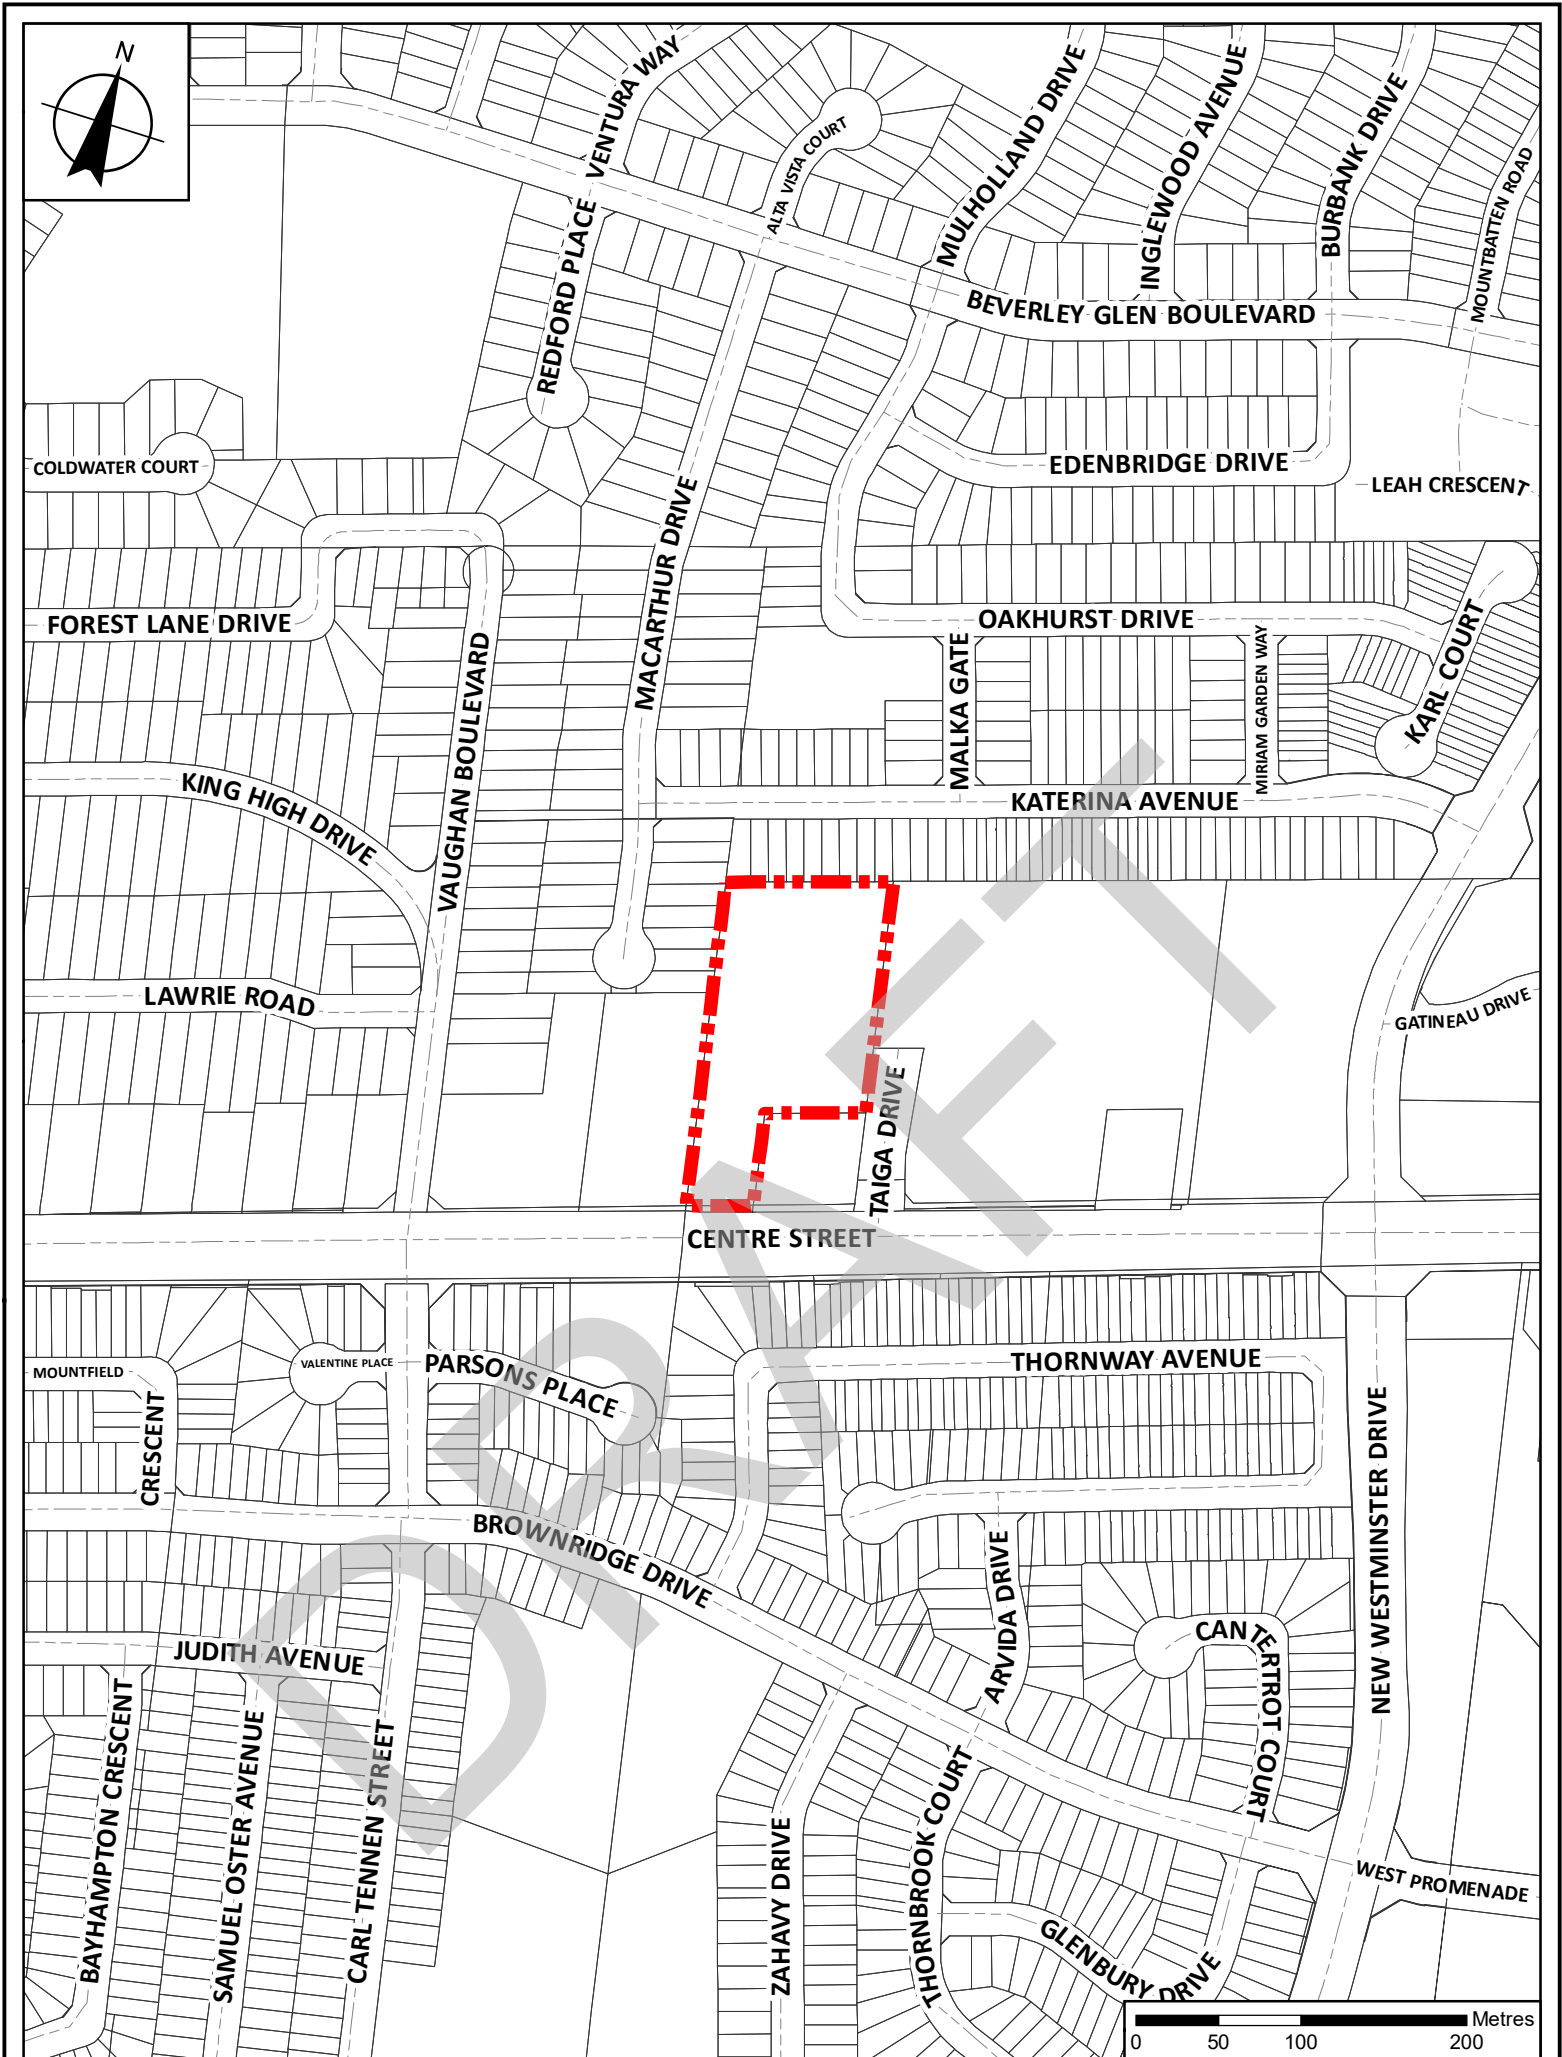 N
VENTURA WAY
ALTA VISTA COURT
MULHOLLAND DRIVE
INGLEWOOD AVENUE
BURBANK DRIVE
MOUNTBATTEN ROAD
REDFORD PLACE
BEVERLEY GLEN BOULEVARD
COLDWATER COURT
EDENBRIDGE DRIVE
LEAH CRESCENT
MACARTHUR DRIVE
FOREST LANE DRIVE
OAKHURST DRIVE
VAUGHAN BOULEVARD
MALKA GATE
MIRIAM GARDEN WAY
KARL COURT
KING HIGH DRIVE
KATERINA AVENUE
LAWRIE ROAD
GATINEAU DRIVE
TAIGA DRIVE
CENTRE STREET
DRAFT
MOUNTFIELD
CRESCENT
VALENTINE PLACE
PARSONS PLACE
THORNWAY AVENUE
NEW WESTMINSTER DRIVE
BROWNRIDGE DRIVE
ARVIDA DRIVE
CANTERTROT COURT
JUDITH AVENUE
BAYHAMPTON CRESCENT
SAMUEL OSTER AVENUE
CARL TENNEN STREET
ZAHAVY DRIVE
THORNBROOK COURT
GLENBURY DRIVE
WEST PROMENADE
Metres
0 50 100 200